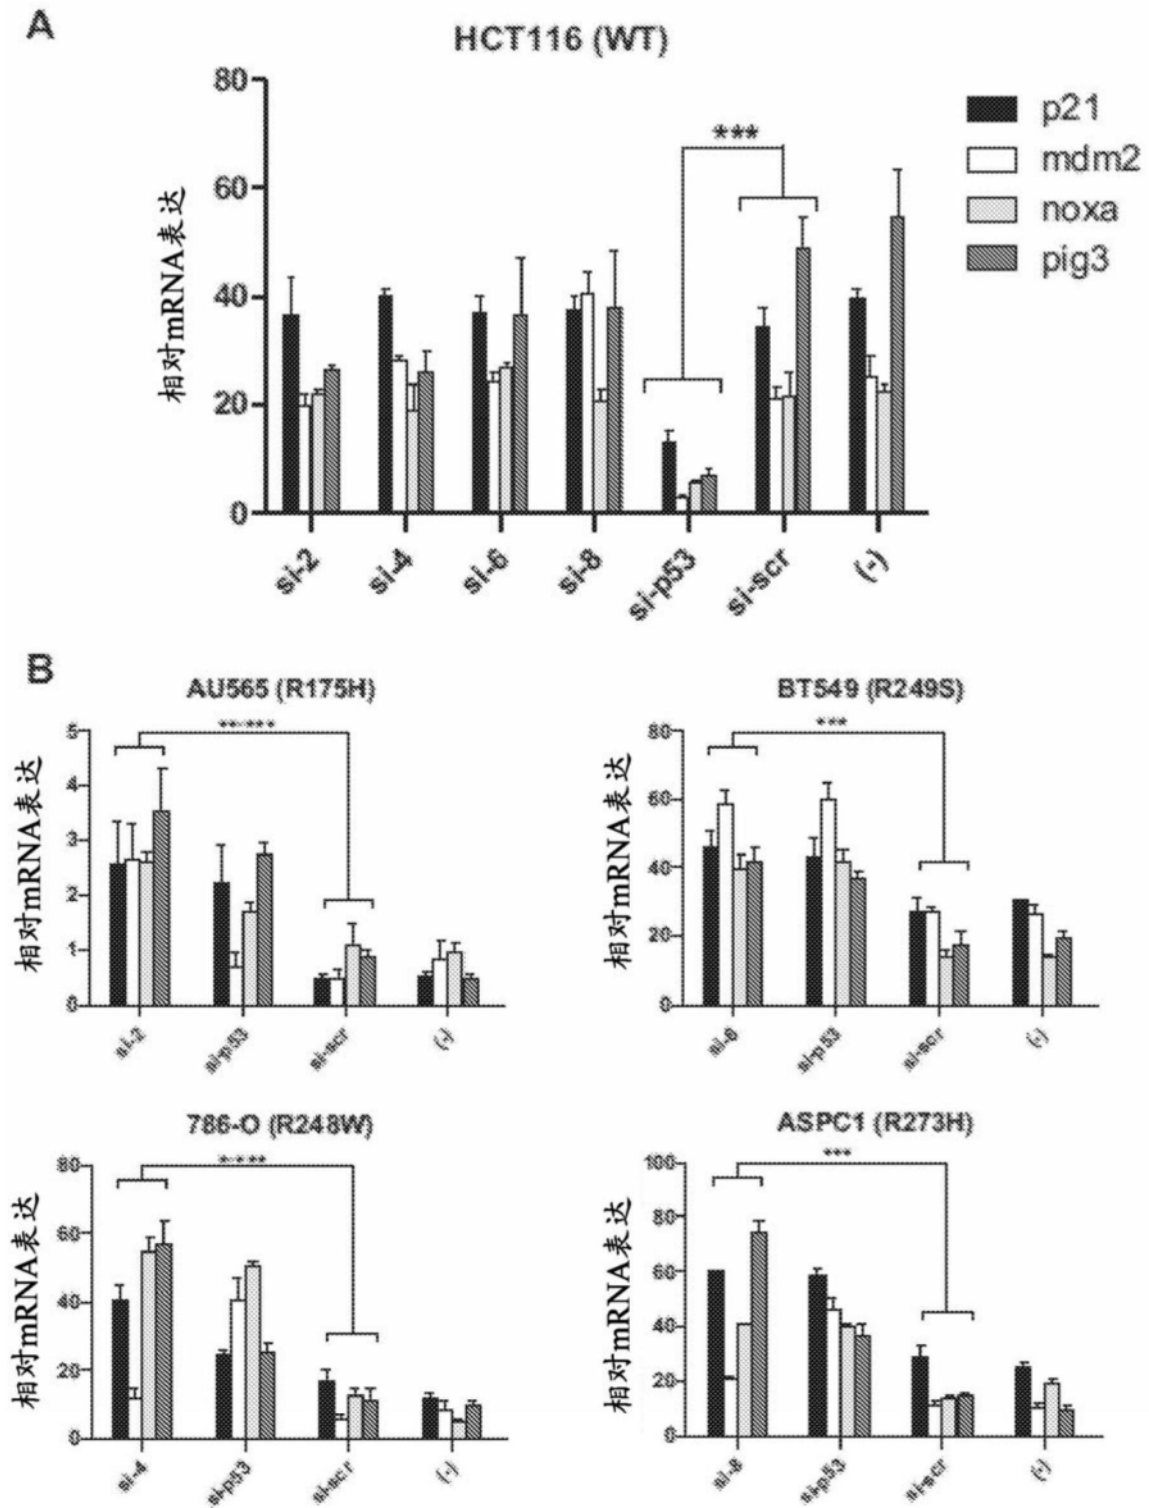 A
HCT116 (WT)
80
60
40
20
0
相对mRNA表达
***
p21
mdm2
noxa
pig3
si-2
si-4
si-6
si-8
si-p53
si-scr
(-)
B
AU565 (R175H)
5
4
3
2
1
0
相对mRNA表达
si-2
si-p53
si-scr
(-)
BT549 (R249S)
***
80
60
40
20
0
相对mRNA表达
si-6
si-p53
si-scr
(-)
786-O (R248W)
80
60
40
20
0
相对mRNA表达
si-4
si-p53
si-scr
(-)
ASPC1 (R273H)
***
100
80
60
40
20
0
相对mRNA表达
si-8
si-p53
si-scr
(-)